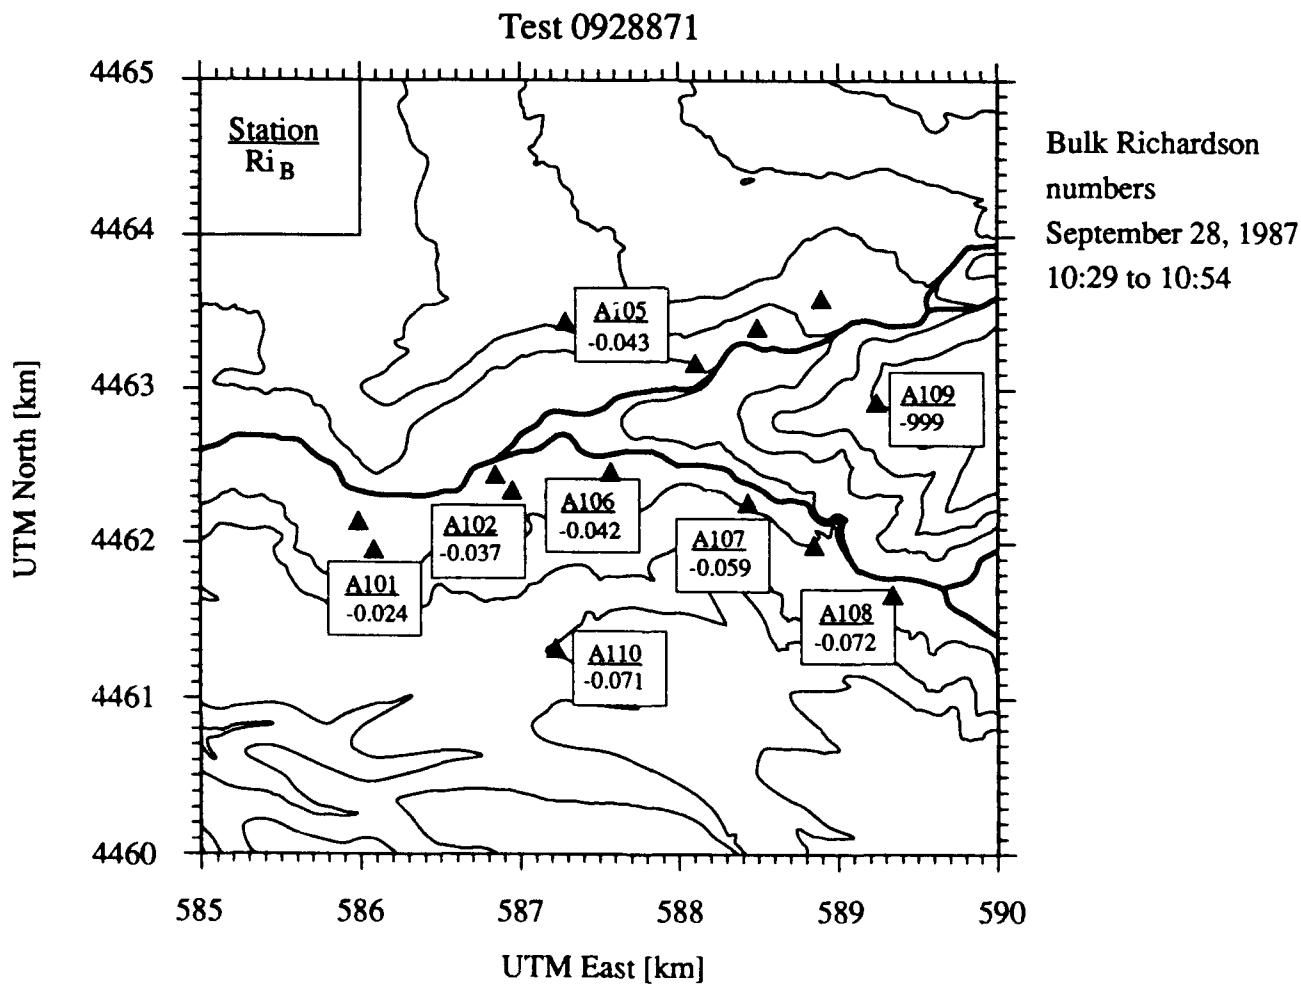 Test 0928871
4465
Station
Ri B
Bulk Richardson
numbers
September 28, 1987
10:29 to 10:54
4464
A105
-0.043
4463
A109
-999
UTM North [km]
A106
-0.042
A102
-0.037
4462
A107
-0.059
A101
-0.024
A108
-0.072
A110
-0.071
4461
4460
585
586
587
588
589
590
UTM East [km]